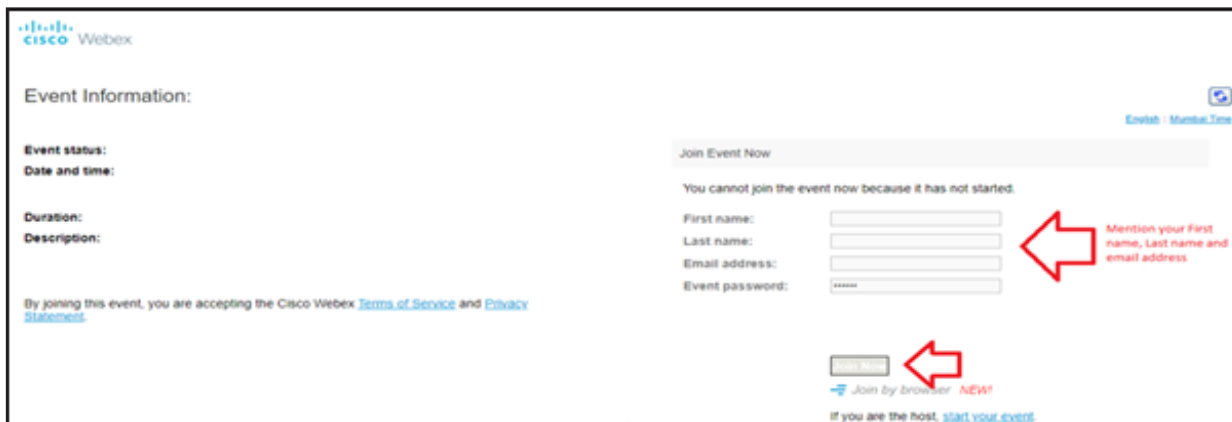 cisco Webex
Event Information:
English : Mumbai Time
Event status:
Date and time:
Duration:
Description:
By joining this event, you are accepting the Cisco Webex Terms of Service and Privacy
Statement.
Join Event Now
You cannot join the event now because it has not started.
First name:
Last name:
Email address:
Event password:
••••••
Mention your First
name, Last name and
email address
Join Now
Join by browser NEW!
If you are the host, start your event.